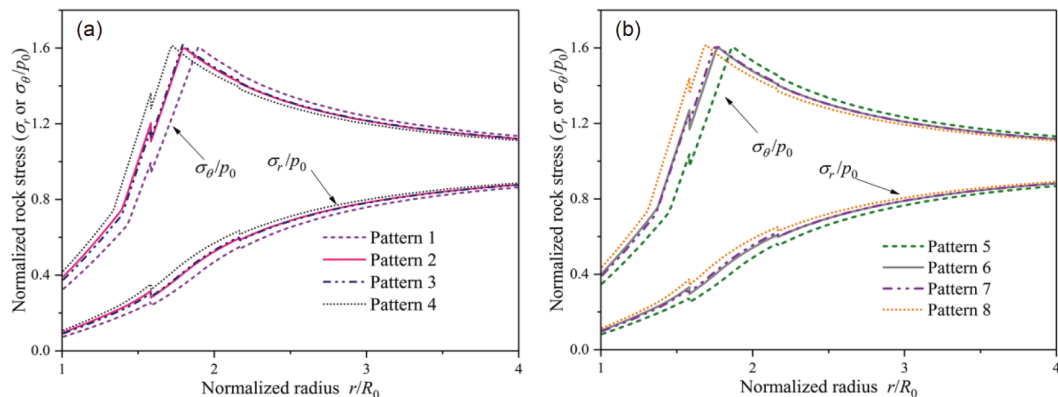 (a)
Normalized rock stress (σr or σθ/p0)
1.6
1.2
0.8
0.4
0.0
σθ/p0
σr/p0
Pattern 1
Pattern 2
Pattern 3
Pattern 4
1 2 3 4
Normalized radius r/R0
(b)
Normalized rock stress (σr or σθ/p0)
1.6
1.2
0.8
0.4
0.0
σθ/p0
σr/p0
Pattern 5
Pattern 6
Pattern 7
Pattern 8
1 2 3 4
Normalized radius r/R0